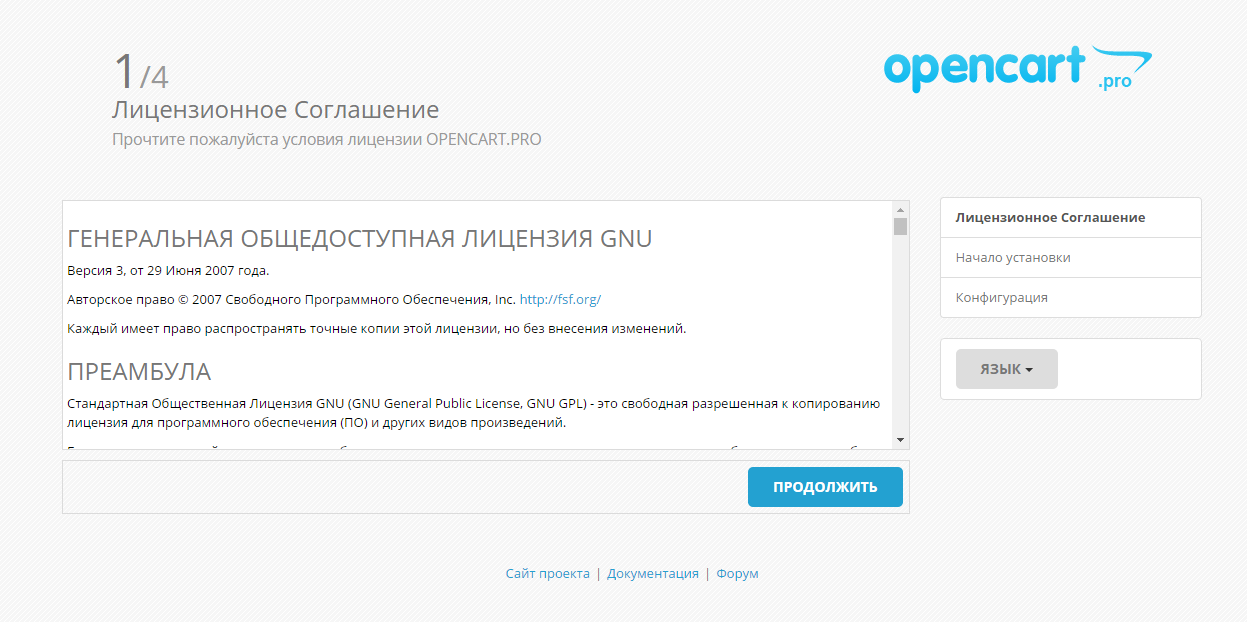 1/4
Лицензионное Соглашение
Прочтите пожалуйста условия лицензии OPENCART.PRO
opencart
.pro
ГЕНЕРАЛЬНАЯ ОБЩЕДОСТУПНАЯ ЛИЦЕНЗИЯ GNU
Версия 3, от 29 Июня 2007 года.
Авторское право © 2007 Свободного Программного Обеспечения, Inc. http://fsf.org/
Каждый имеет право распространять точные копии этой лицензии, но без внесения изменений.
ПРЕАМБУЛА
Стандартная Общественная Лицензия GNU (GNU General Public License, GNU GPL) - это свободная разрешенная к копированию
лицензия для программного обеспечения (ПО) и других видов произведений.
ПРОДОЛЖИТЬ
Лицензионное Соглашение
Начало установки
Конфигурация
ЯЗЫК
Сайт проекта | Документация | Форум